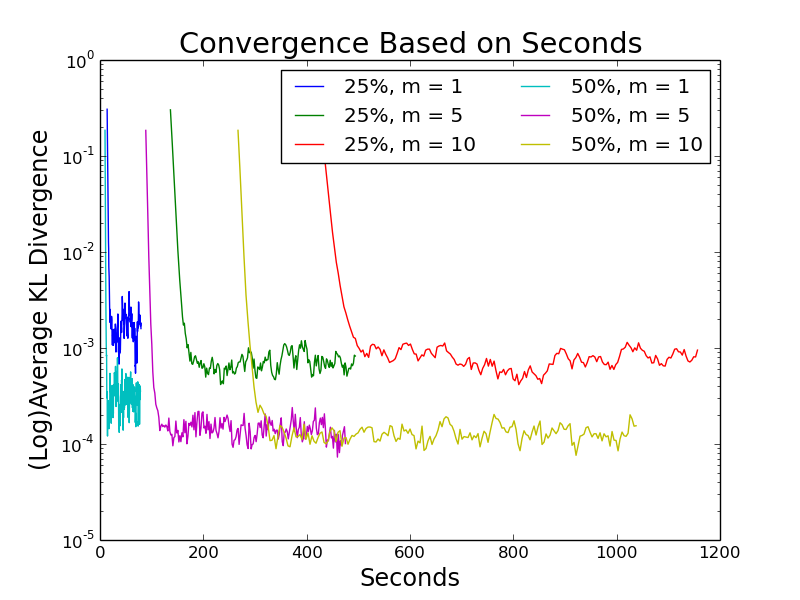 Convergence Based on Seconds
(Log)Average KL Divergence
10^0
10^-1
10^-2
10^-3
10^-4
10^-5
25%, m = 1
25%, m = 5
25%, m = 10
50%, m = 1
50%, m = 5
50%, m = 10
0 200 400 600 800 1000 1200
Seconds